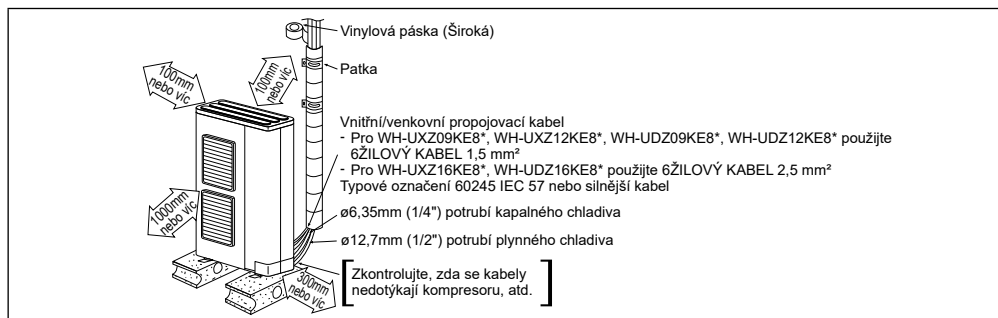 Vinylová páska (Široká)
Patka
100mm
nebo víc
100mm
nebo víc
Vnitřní/venkovní propojovací kabel
- Pro WH-UXZ09KE8*, WH-UXZ12KE8*, WH-UDZ09KE8*, WH-UDZ12KE8* použijte
6ŽILOVÝ KABEL 1,5 mm²
- Pro WH-UXZ16KE8*, WH-UDZ16KE8* použijte 6ŽILOVÝ KABEL 2,5 mm²
Typové označení 60245 IEC 57 nebo silnější kabel
1000mm
nebo víc
ø6,35mm (1/4") potrubí kapalného chladiva
ø12,7mm (1/2") potrubí plynného chladiva
Zkontrolujte, zda se kabely
nedotýkají kompresoru, atd.
300mm
nebo víc